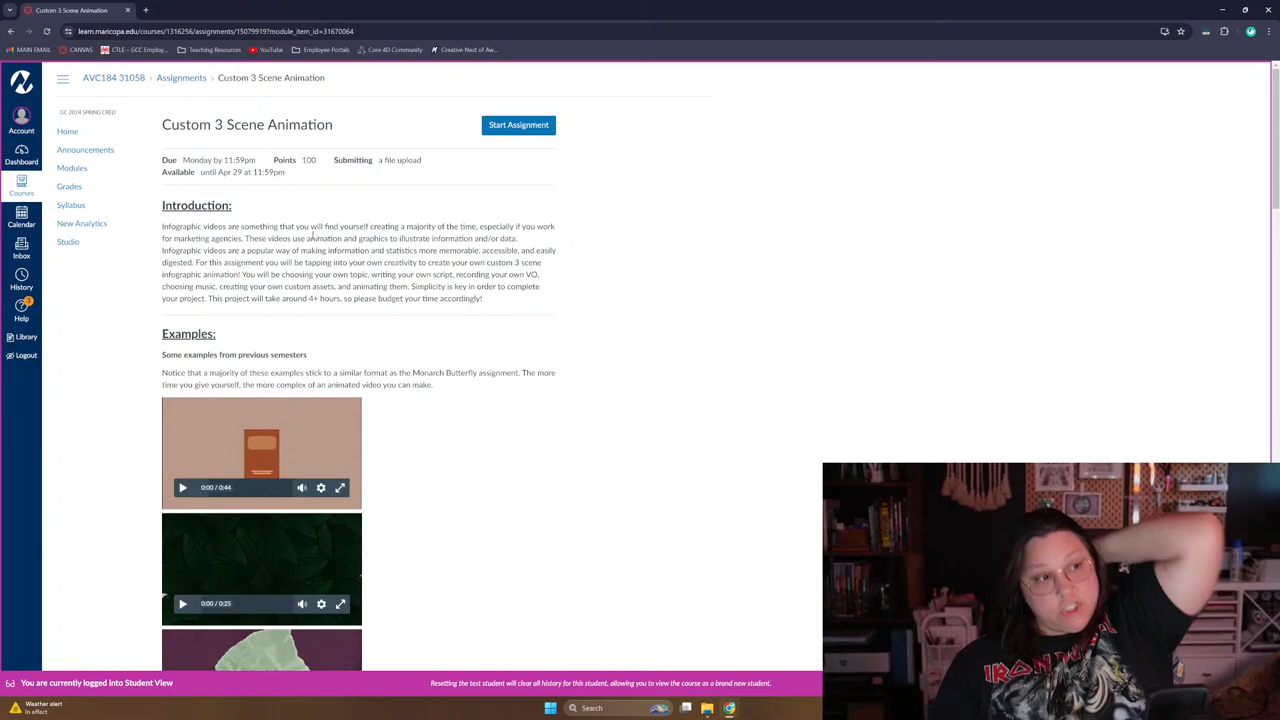 Custom 3 Scene Animation
learn.maricopa.edu/courses/1316256/assignments/15079919?module_item_id=31670064
MAIN EMAIL
CANVAS
CTLE – GCC Employ...
Teaching Resources
YouTube
Employee Portals
Core 4D Community
Creative Nest of Aw...
AVC184 31058 › Assignments › Custom 3 Scene Animation
GC 2024 SPRING CRED
Home
Announcements
Modules
Grades
Syllabus
New Analytics
Studio
Account
Dashboard
Courses
Calendar
Inbox
History
3
Help
Library
Logout
Custom 3 Scene Animation
Start Assignment
Due Monday by 11:59pm Points 100 Submitting a file upload
Available until Apr 29 at 11:59pm
Introduction:
Infographic videos are something that you will find yourself creating a majority of the time, especially if you work
for marketing agencies. These videos use animation and graphics to illustrate information and/or data.
Infographic videos are a popular way of making information and statistics more memorable, accessible, and easily
digested. For this assignment you will be tapping into your own creativity to create your own custom 3 scene
infographic animation! You will be choosing your own topic, writing your own script, recording your own VO,
choosing music, creating your own custom assets, and animating them. Simplicity is key in order to complete
your project. This project will take around 4+ hours, so please budget your time accordingly!
Examples:
Some examples from previous semesters
Notice that a majority of these examples stick to a similar format as the Monarch Butterfly assignment. The more
time you give yourself, the more complex of an animated video you can make.
0:00 / 0:44
0:00 / 0:25
IRON MAIDEN
You are currently logged into Student View
Resetting the test student will clear all history for this student, allowing you to view the course as a brand new student.
Weather alert
In effect
Search